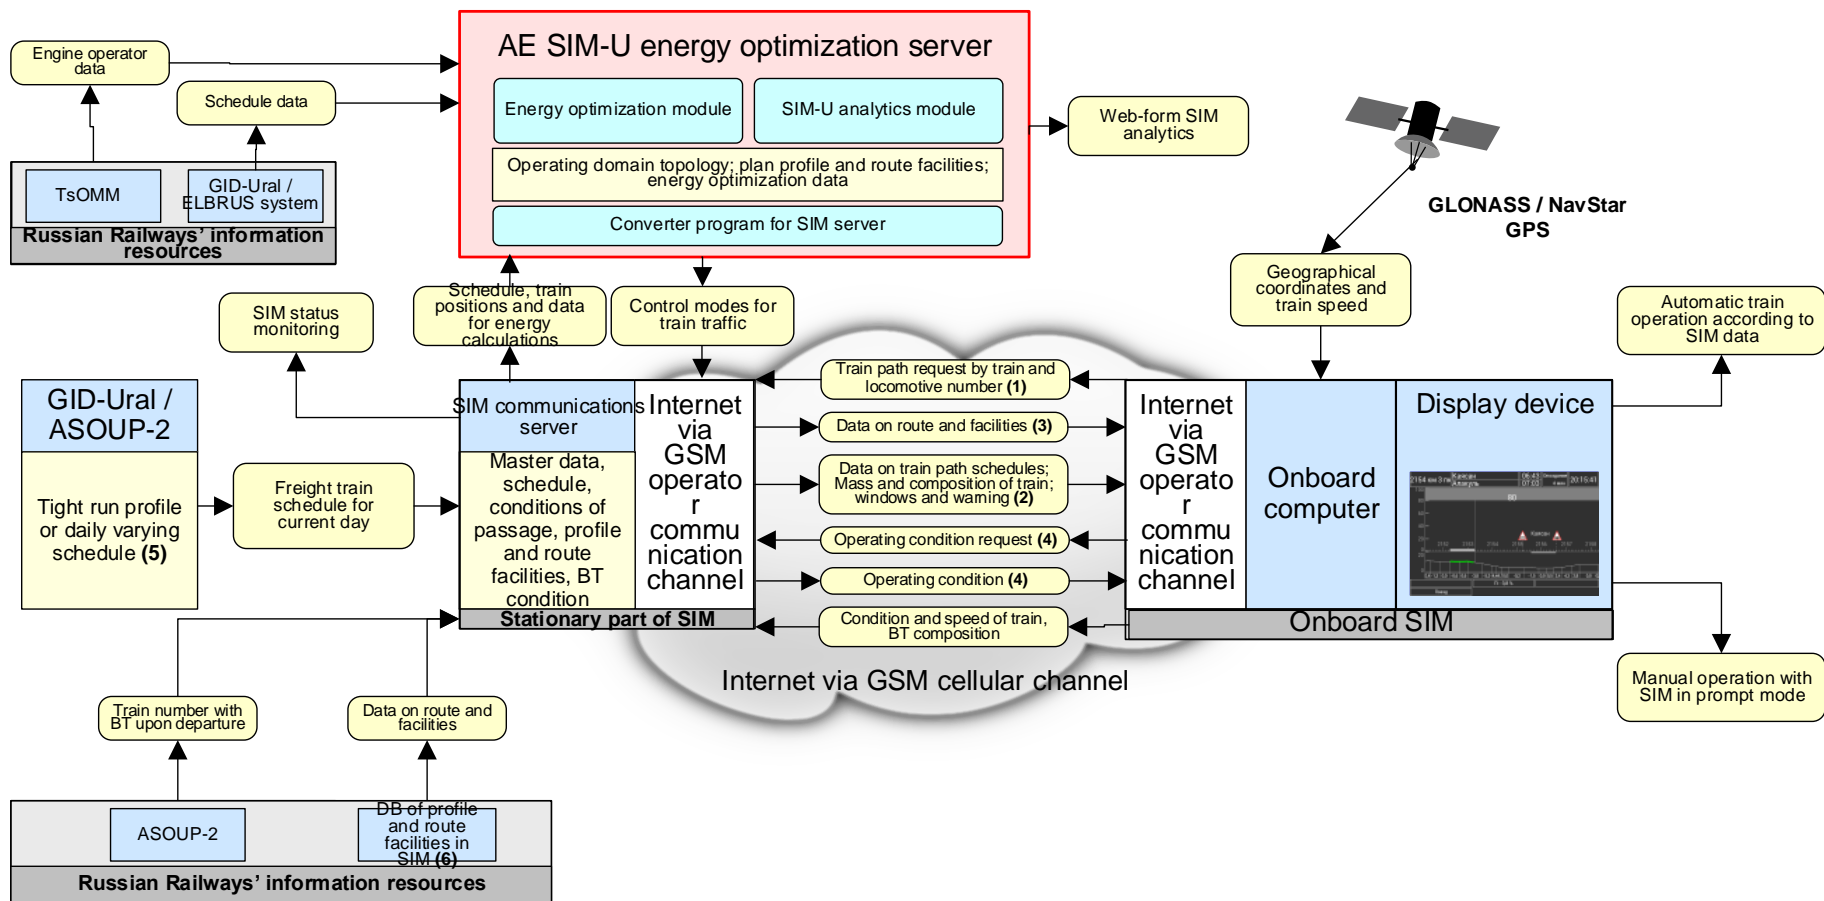 Engine operator
data
Schedule data
TsOMM
GID-Ural /
ELBRUS system
Russian Railways’ information
resources
AE SIM-U energy optimization server
Energy optimization module
SIM-U analytics module
Operating domain topology; plan profile and route facilities;
energy optimization data
Converter program for SIM server
Web-form SIM
analytics
GLONASS / NavStar
GPS
Geographical
coordinates and
train speed
SIM status
monitoring
Schedule, train
positions and data
for energy
calculations
Control modes for
train traffic
Automatic train
operation according to
SIM data
GID-Ural /
ASOUP-2
Tight run profile
or daily varying
schedule (5)
Freight train
schedule for
current day
SIM communications
server
Master data,
schedule,
conditions of
passage, profile
and route
facilities, BT
condition
Internet
via
GSM
operato
r
commu
nication
channel
Stationary part of SIM
Train path request by train and
locomotive number (1)
Data on route and facilities (3)
Data on train path schedules;
Mass and composition of train;
windows and warning (2)
Operating condition request (4)
Operating condition (4)
Condition and speed of train,
BT composition
Internet via GSM cellular channel
Internet
via
GSM
operato
r
commu
nication
channel
Onboard
computer
Display device
Onboard SIM
Manual operation with
SIM in prompt mode
Train number with
BT upon departure
Data on route and
facilities
ASOUP-2
DB of profile
and route
facilities in
SIM (6)
Russian Railways’ information resources